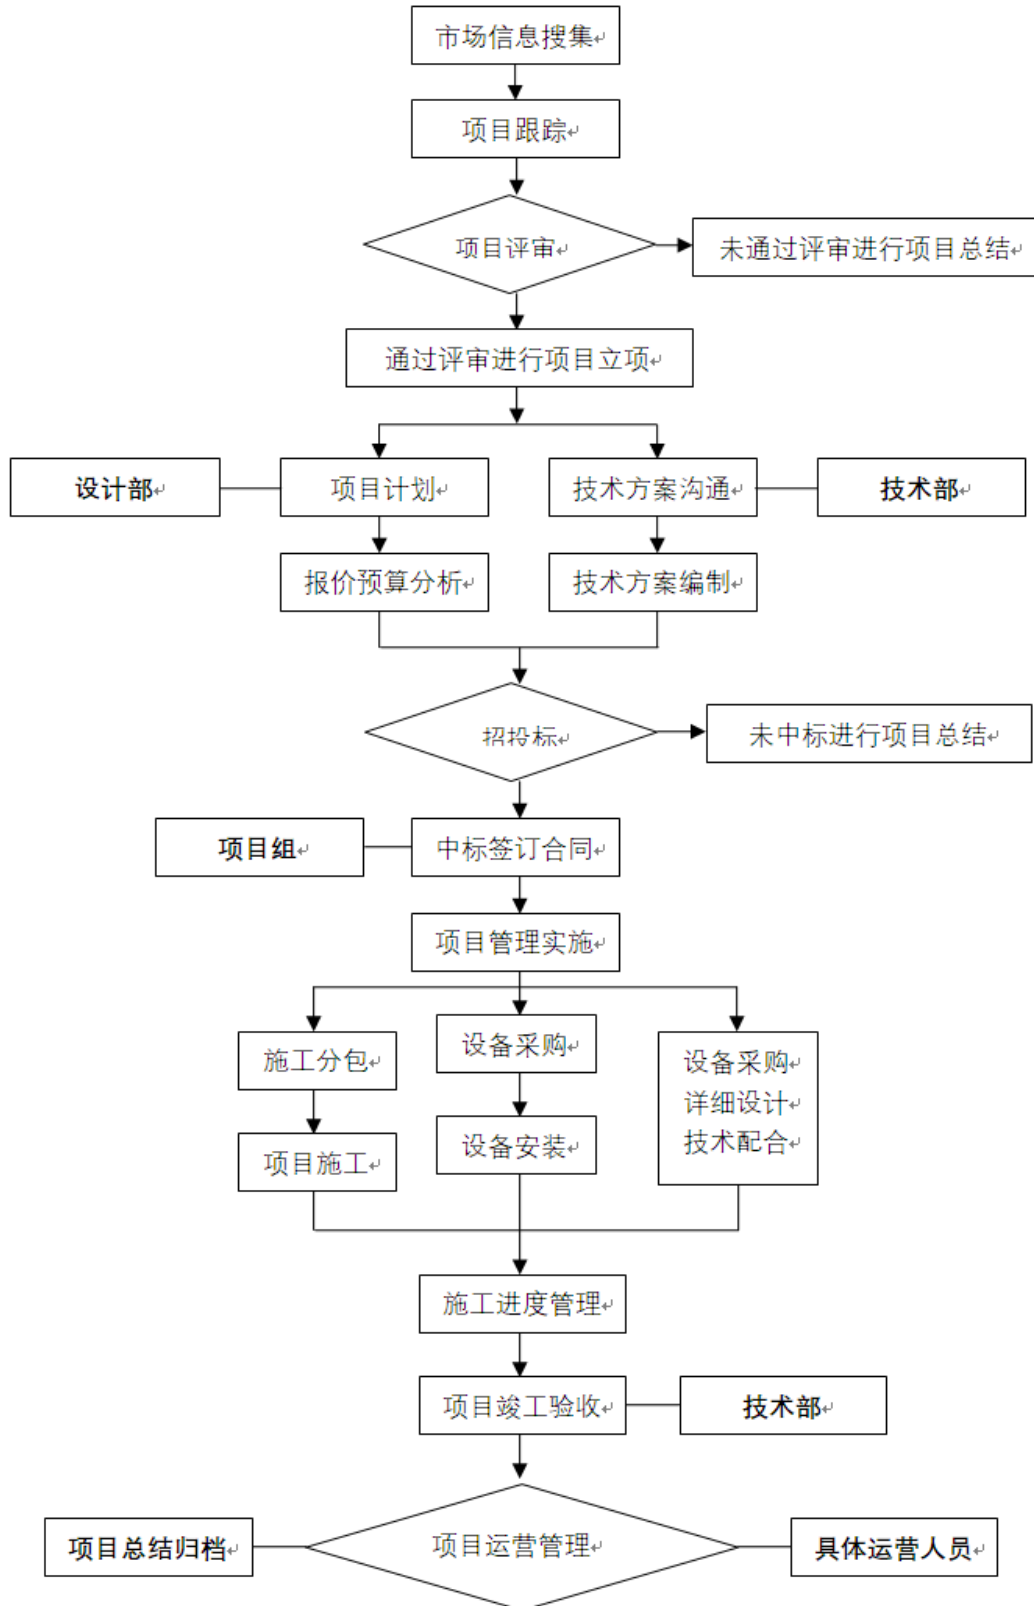 市场信息搜集
项目跟踪
项目评审
未通过评审进行项目总结
通过评审进行项目立项
设计部
项目计划
技术方案沟通
技术部
报价预算分析
技术方案编制
招投标
未中标进行项目总结
项目组
中标签订合同
项目管理实施
施工分包
设备采购
设备采购
详细设计
技术配合
项目施工
设备安装
施工进度管理
项目竣工验收
技术部
项目总结归档
项目运营管理
具体运营人员